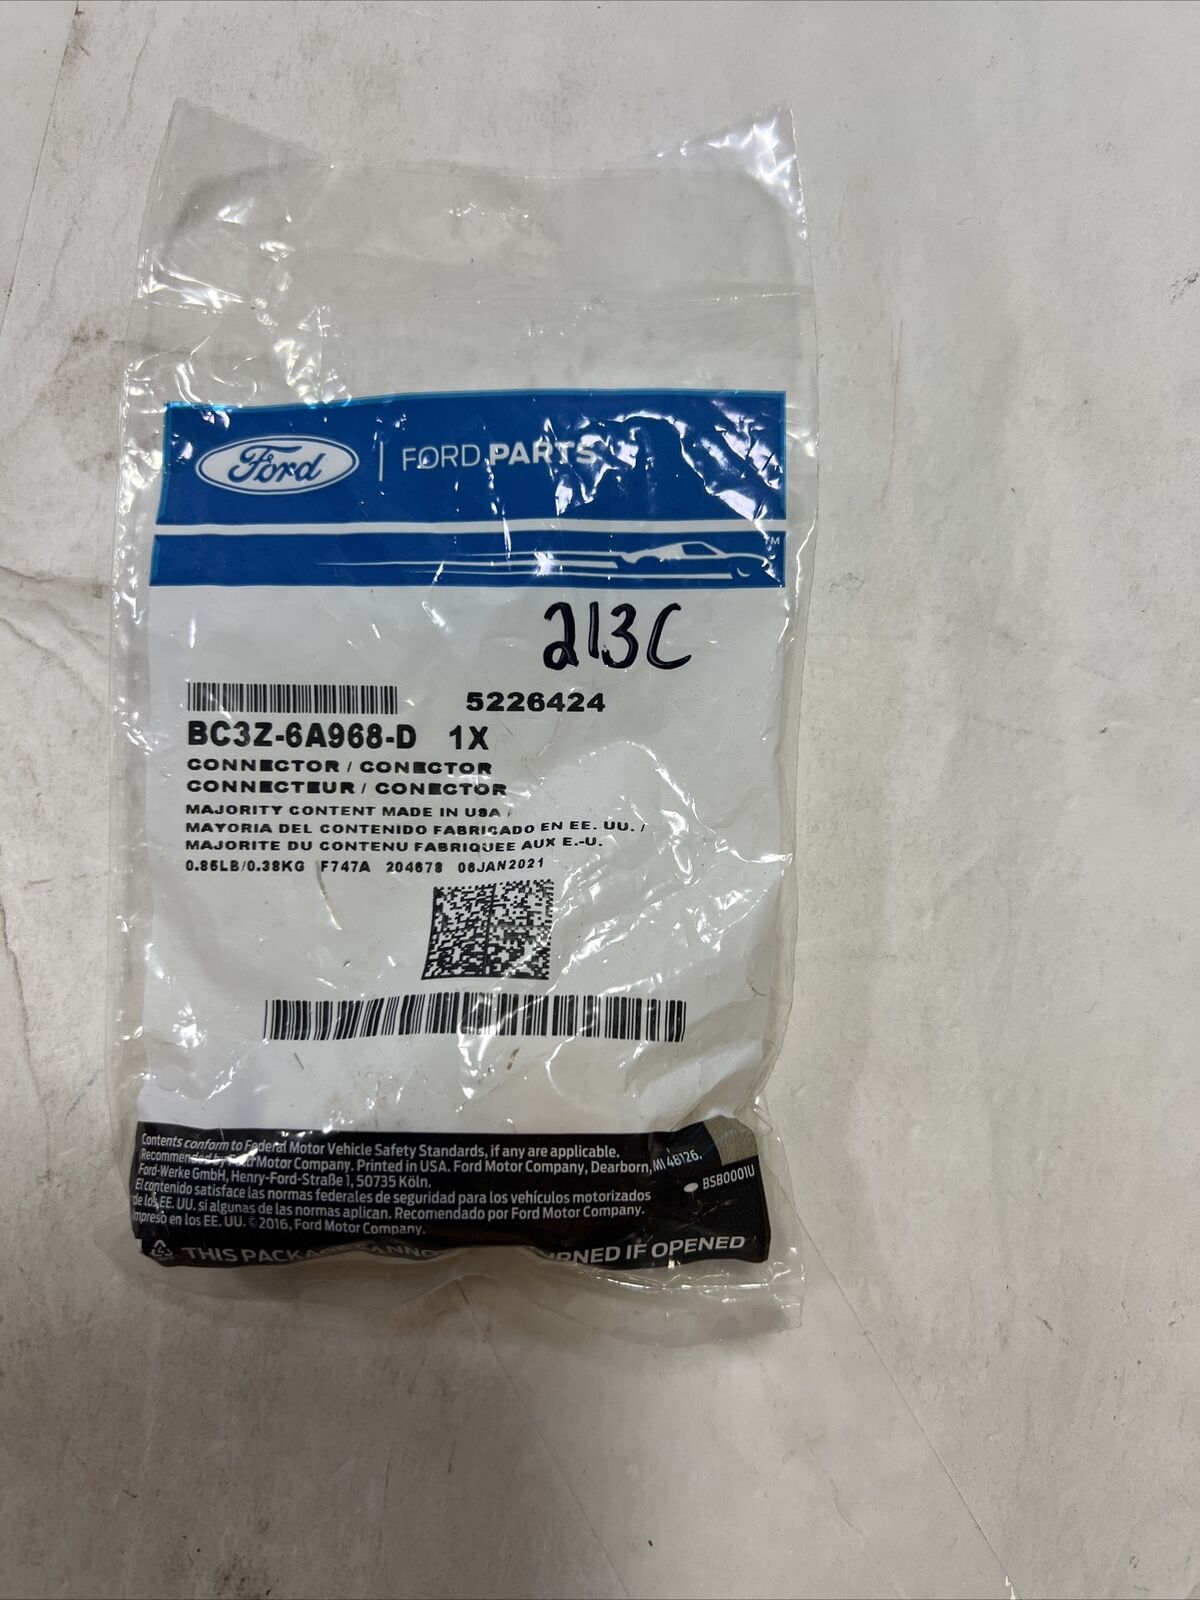 Ford | FORD PARTS
TM
213C
5226424
BC3Z-6A968-D 1X
CONNECTOR / CONECTOR
CONNECTEUR / CONECTOR
MAJORITY CONTENT MADE IN USA /
MAYORIA DEL CONTENIDO FABRICADO EN EE. UU. /
MAJORITE DU CONTENU FABRIQUEE AUX E.-U.
0.85LB/0.38KG F747A 204678 06JAN2021
Contents conform to Federal Motor Vehicle Safety Standards, if any are applicable.
Recommended by Ford Motor Company. Printed in USA. Ford Motor Company, Dearborn, MI 48126.
Ford-Werke GmbH, Henry-Ford-Straße 1, 50735 Köln.
El contenido satisface las normas federales de seguridad para los vehículos motorizados
de los EE. UU. si algunas de las normas aplican. Recomendado por Ford Motor Company.
Impreso en los EE. UU. © 2016, Ford Motor Company.
BSB0001U
THIS PACKAGE IF OPENED